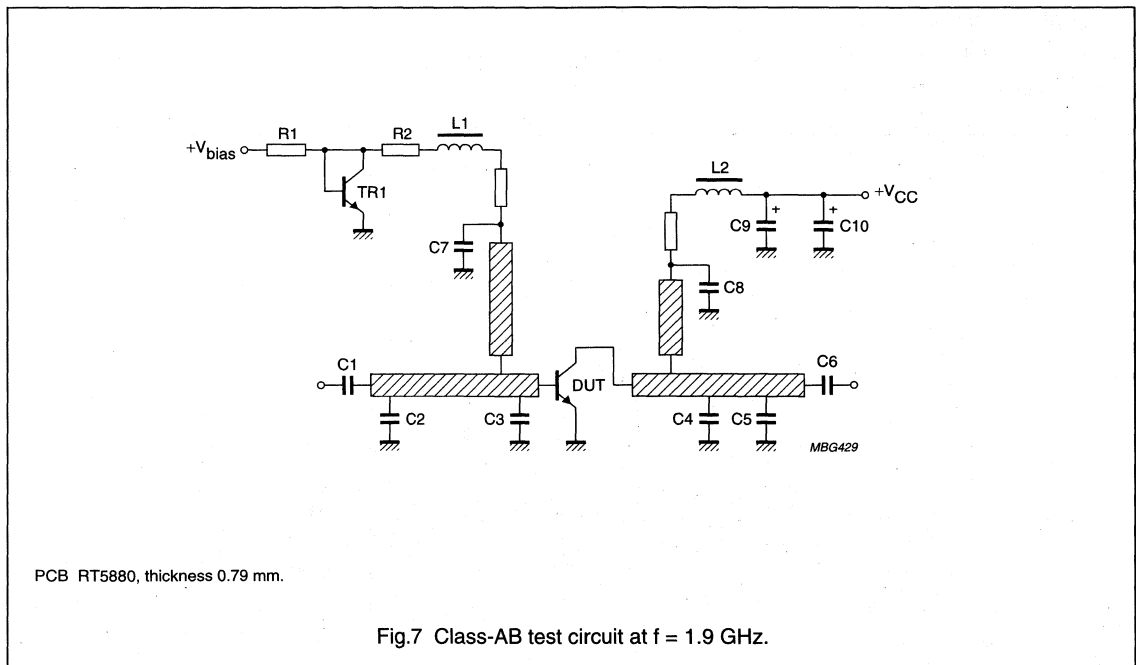 R1
R2
L1
+Vbias
TR1
L2
+VCC
C9
+
+
C10
C7
C8
C1
C6
DUT
C2
C3
C4
C5
MBG429
PCB RT5880, thickness 0.79 mm.
Fig.7 Class-AB test circuit at f = 1.9 GHz.